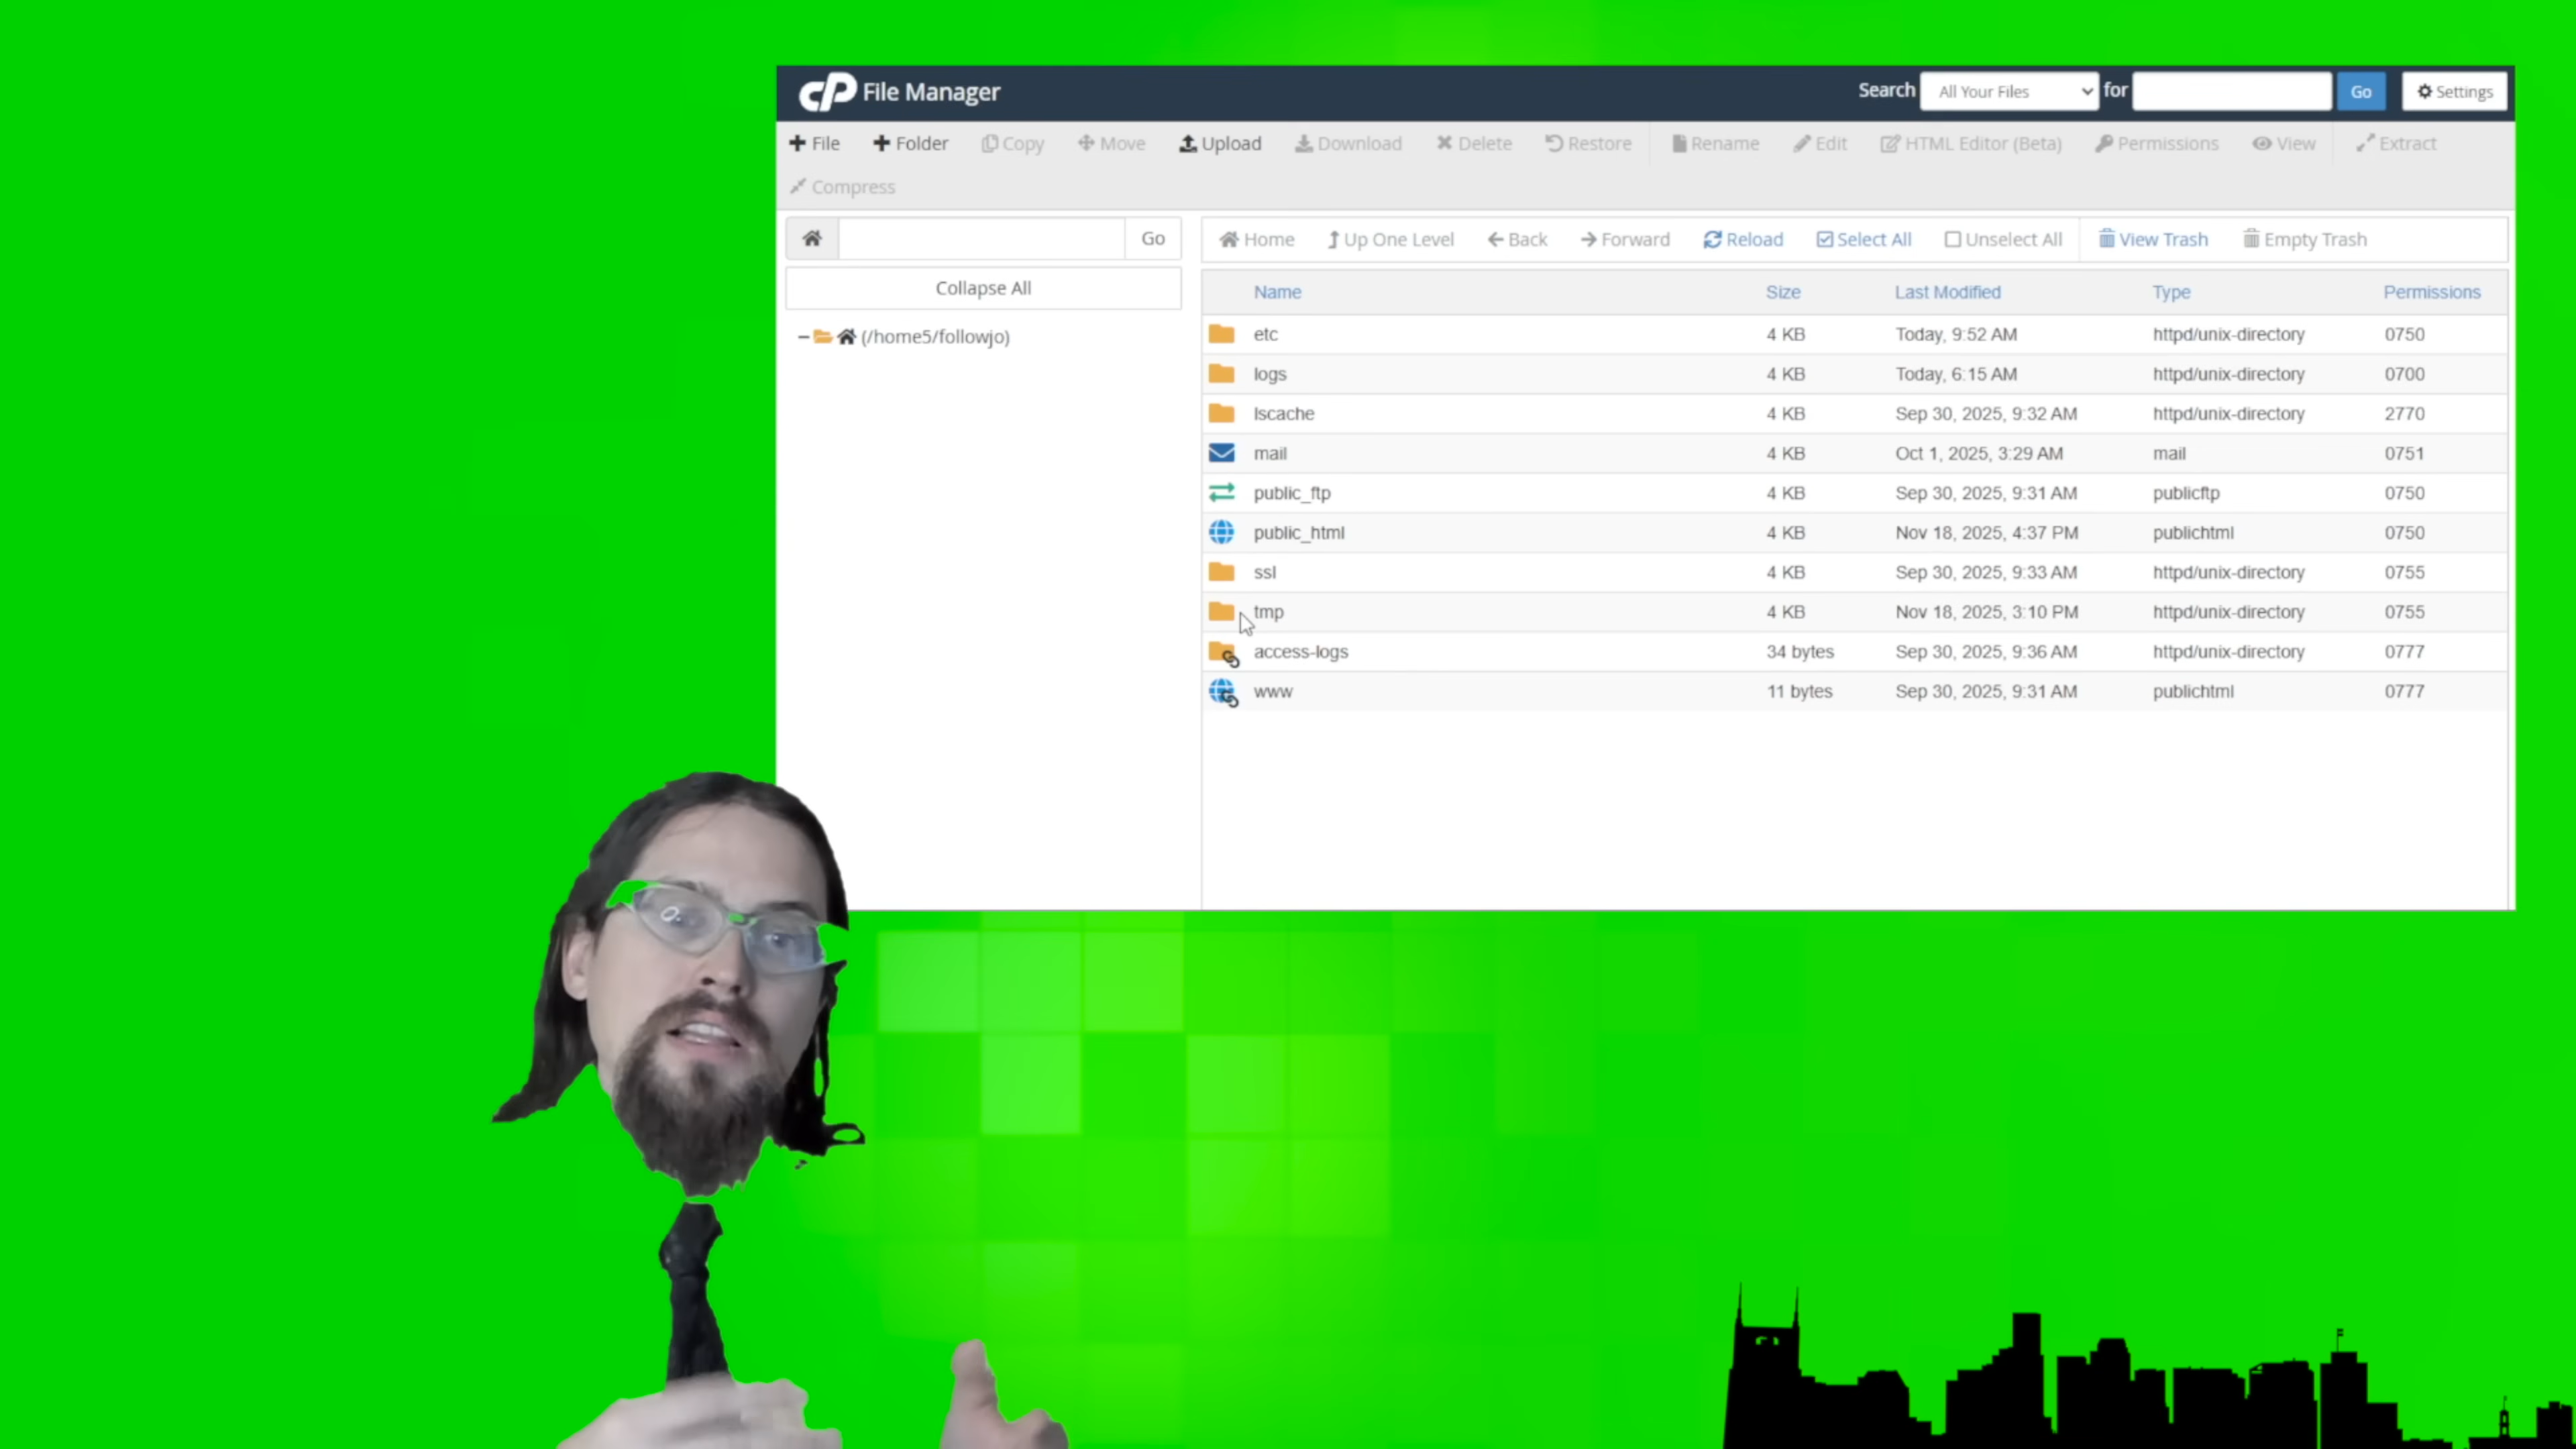 cP File Manager Search All Your Files for Go Settings
File Folder Copy Move Upload Download Delete Restore Rename Edit HTML Editor (Beta) Permissions View Extract
Compress
Go Home Up One Level Back Forward Reload Select All Unselect All View Trash Empty Trash
Collapse All
(/home5/followjo)
Name Size Last Modified Type Permissions
etc 4 KB Today, 9:52 AM httpd/unix-directory 0750
logs 4 KB Today, 6:15 AM httpd/unix-directory 0700
lscache 4 KB Sep 30, 2025, 9:32 AM httpd/unix-directory 2770
mail 4 KB Oct 1, 2025, 3:29 AM mail 0751
public_ftp 4 KB Sep 30, 2025, 9:31 AM publicftp 0750
public_html 4 KB Nov 18, 2025, 4:37 PM publichtml 0750
ssl 4 KB Sep 30, 2025, 9:33 AM httpd/unix-directory 0755
tmp 4 KB Nov 18, 2025, 3:10 PM httpd/unix-directory 0755
access-logs 34 bytes Sep 30, 2025, 9:36 AM httpd/unix-directory 0777
www 11 bytes Sep 30, 2025, 9:31 AM publichtml 0777